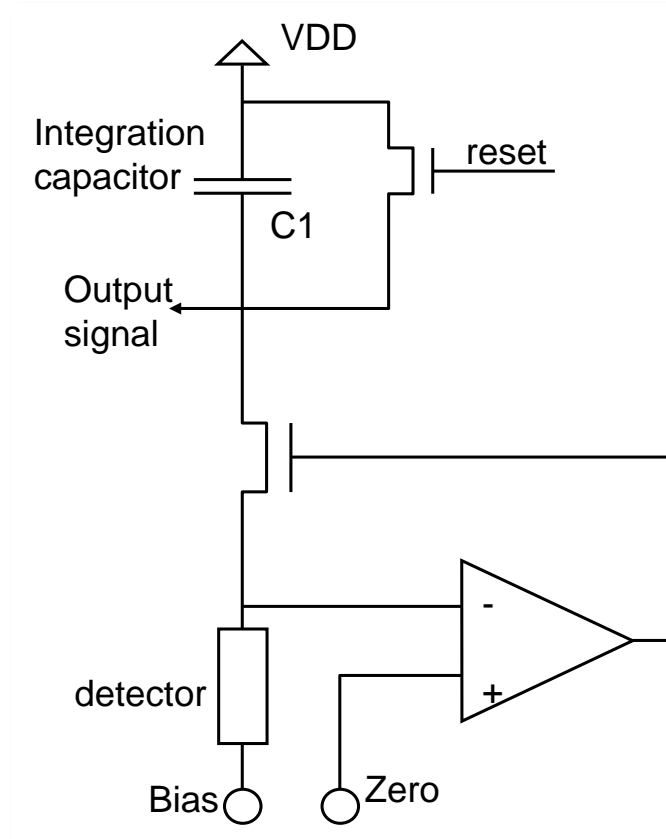 VDD
Integration
capacitor
reset
C1
Output
signal
-
+
detector
Bias
Zero